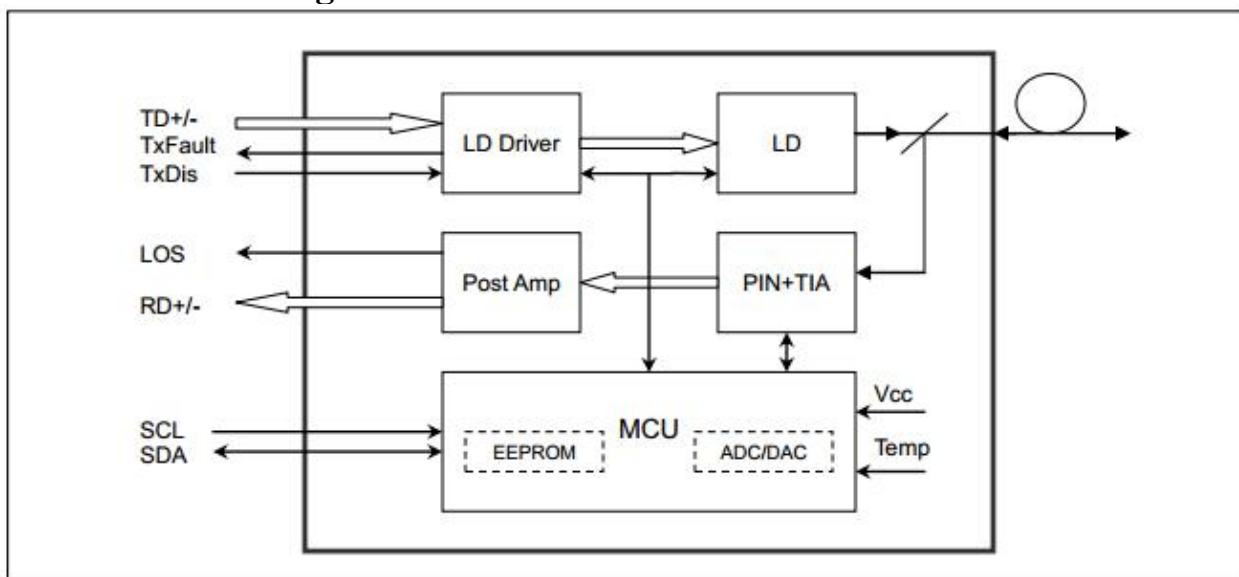 TD+/-
TxFault
TxDis
LD Driver
LD
LOS
RD+/-
Post Amp
PIN+TIA
SCL
SDA
MCU
EEPROM
ADC/DAC
Vcc
Temp